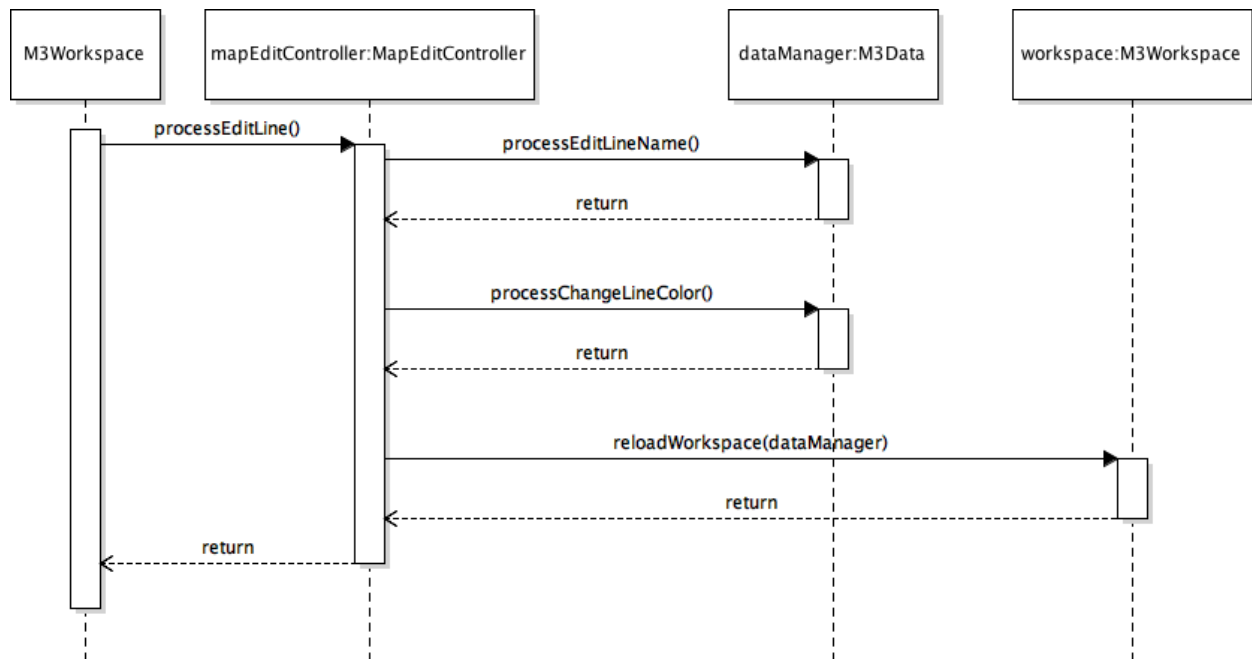 M3Workspace
mapEditController:MapEditController
dataManager:M3Data
workspace:M3Workspace
processEditLine()
processEditLineName()
return
processChangeLineColor()
return
reloadWorkspace(dataManager)
return
return